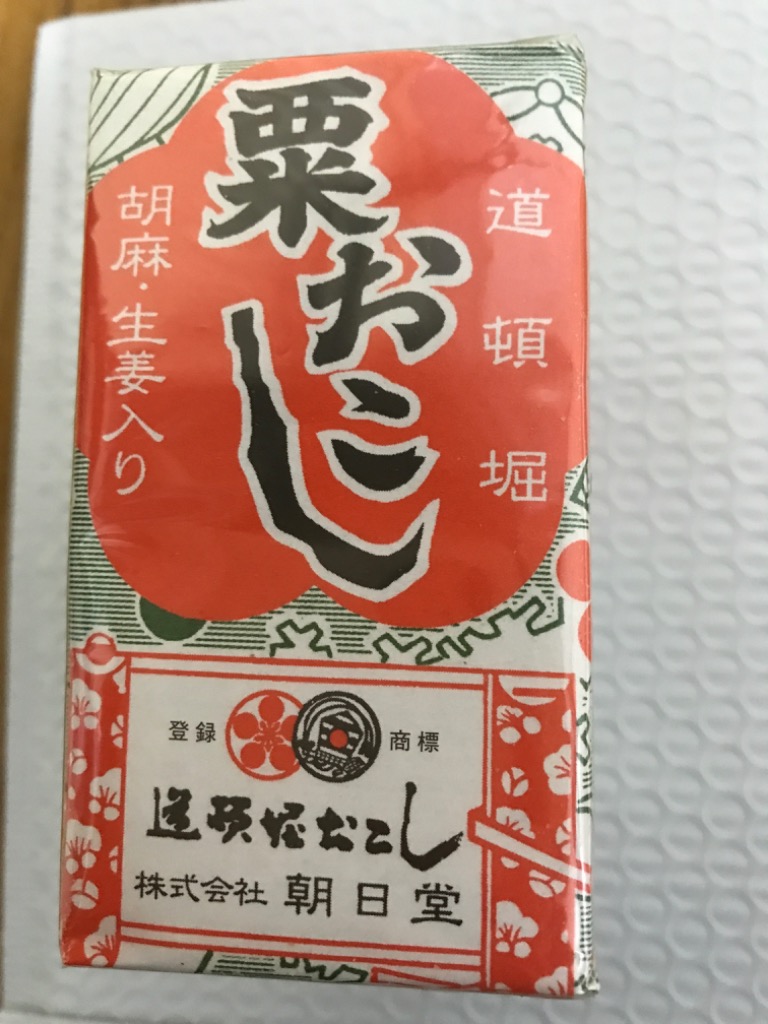 道頓堀
粟おこし
胡麻・生姜入り
登録 商標
道頓堀おこし
株式会社 朝日堂